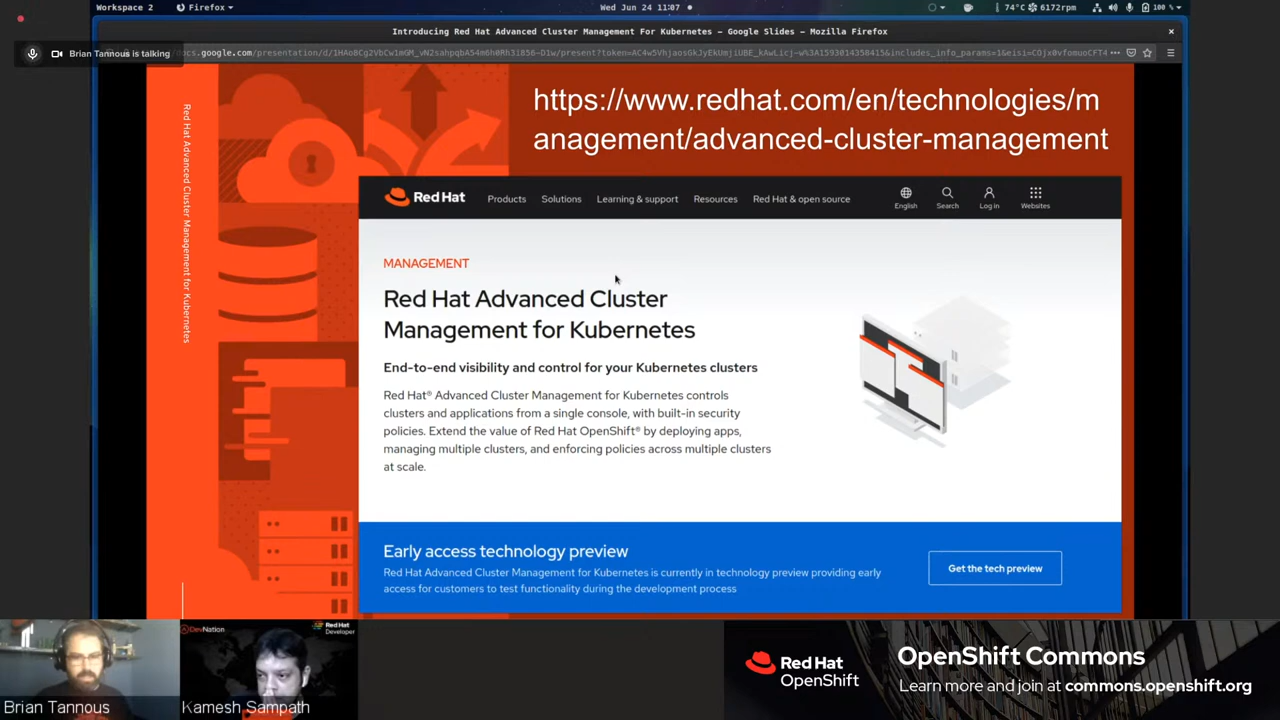 Workspace 2
Firefox
Wed Jun 24 11:07
74°C
6172rpm
100 %
Introducing Red Hat Advanced Cluster Management For Kubernetes – Google Slides – Mozilla Firefox
Brian Tannous is talking
Red Hat Advanced Cluster Management for Kubernetes
https://www.redhat.com/en/technologies/m
anagement/advanced-cluster-management
Red Hat
Products
Solutions
Learning & support
Resources
Red Hat & open source
English
Search
Log in
Websites
MANAGEMENT
Red Hat Advanced Cluster
Management for Kubernetes
End-to-end visibility and control for your Kubernetes clusters
Red Hat® Advanced Cluster Management for Kubernetes controls
clusters and applications from a single console, with built-in security
policies. Extend the value of Red Hat OpenShift® by deploying apps,
managing multiple clusters, and enforcing policies across multiple clusters
at scale.
Early access technology preview
Red Hat Advanced Cluster Management for Kubernetes is currently in technology preview providing early
access for customers to test functionality during the development process
Get the tech preview
DevNation
Red Hat
Developer
Brian Tannous
Kamesh Sampath
Red Hat
OpenShift
OpenShift Commons
Learn more and join at commons.openshift.org